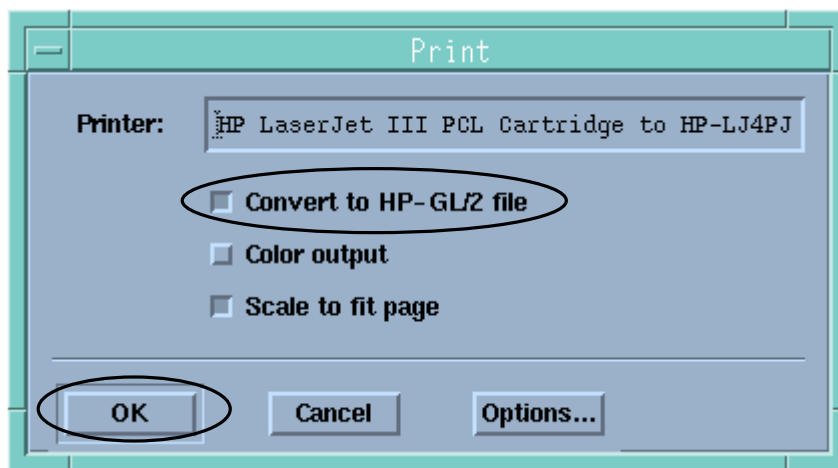 Print
Printer: HP LaserJet III PCL Cartridge to HP-LJ4PJ
Convert to HP-GL/2 file
Color output
Scale to fit page
OK Cancel Options...